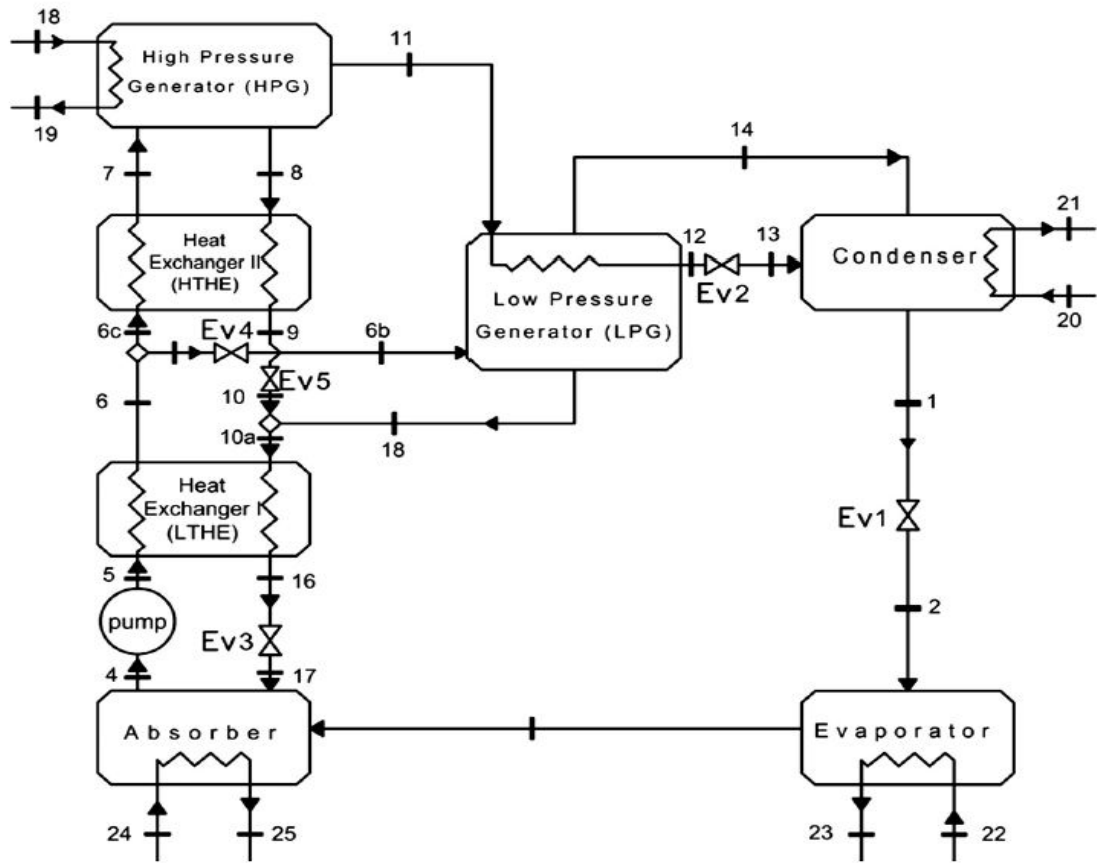 18
High Pressure
Generator (HPG)
11
19
14
7
8
21
Heat
Exchanger II
(HTHE)
12
13
Condenser
Low Pressure
Generator (LPG)
Ev2
20
6c
Ev4
9
6b
Ev5
6
10
10a
18
1
Heat
Exchanger I
(LTHE)
Ev1
5
16
pump
Ev3
2
4
17
Absorber
Evaporator
24
25
23
22